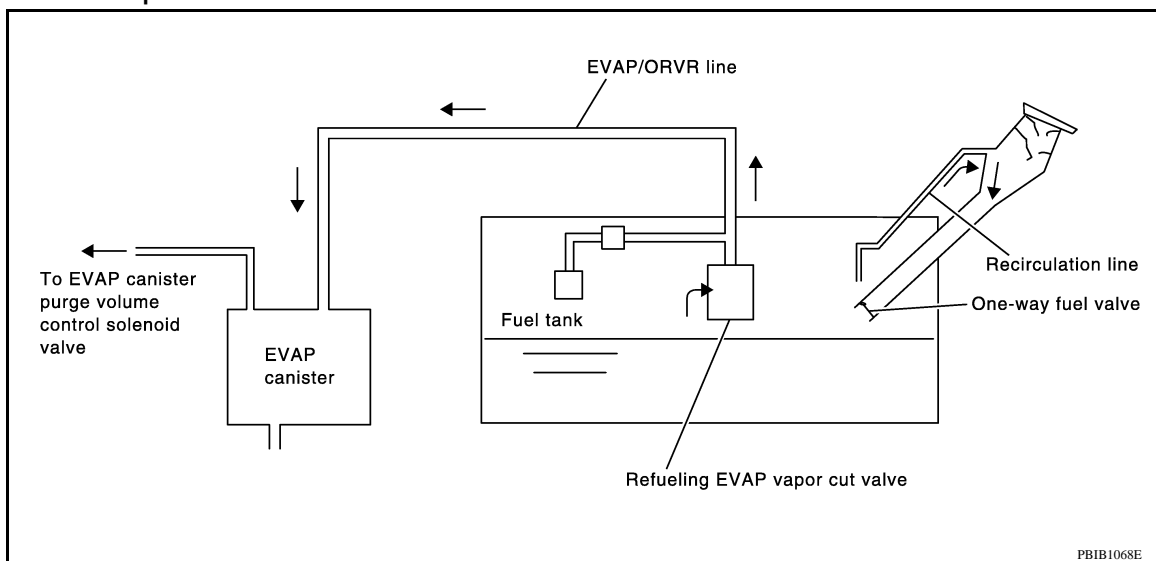 EVAP/ORVR line
Recirculation line
One-way fuel valve
To EVAP canister
purge volume
control solenoid
valve
Fuel tank
EVAP
canister
Refueling EVAP vapor cut valve
PBIB1068E